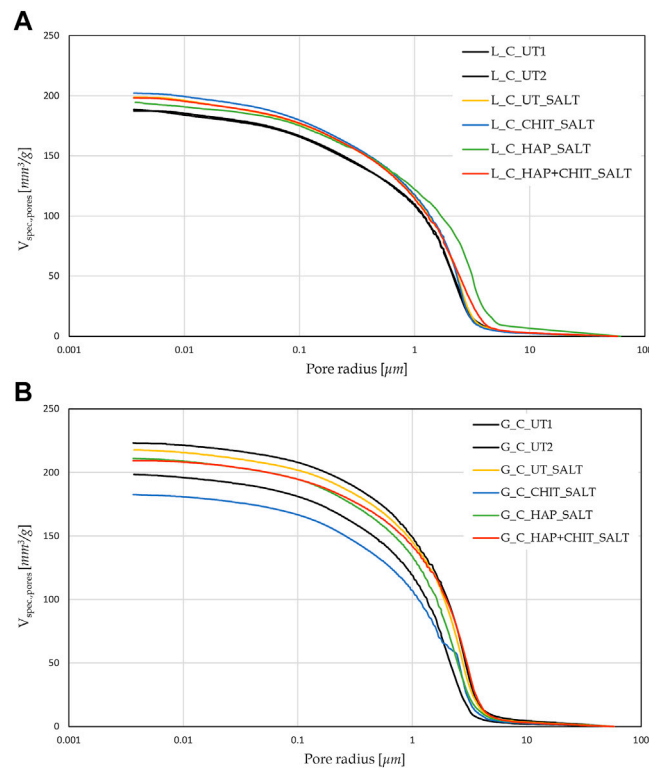 A
250
200
150
100
50
0
V spec.,pores [mm³/g]
0.001 0.01 0.1 1 10 100
Pore radius [µm]
L_C_UT1
L_C_UT2
L_C_UT_SALT
L_C_CHIT_SALT
L_C_HAP_SALT
L_C_HAP+CHIT_SALT
B
250
200
150
100
50
0
V spec.,pores [mm³/g]
0.001 0.01 0.1 1 10 100
Pore radius [µm]
G_C_UT1
G_C_UT2
G_C_UT_SALT
G_C_CHIT_SALT
G_C_HAP_SALT
G_C_HAP+CHIT_SALT